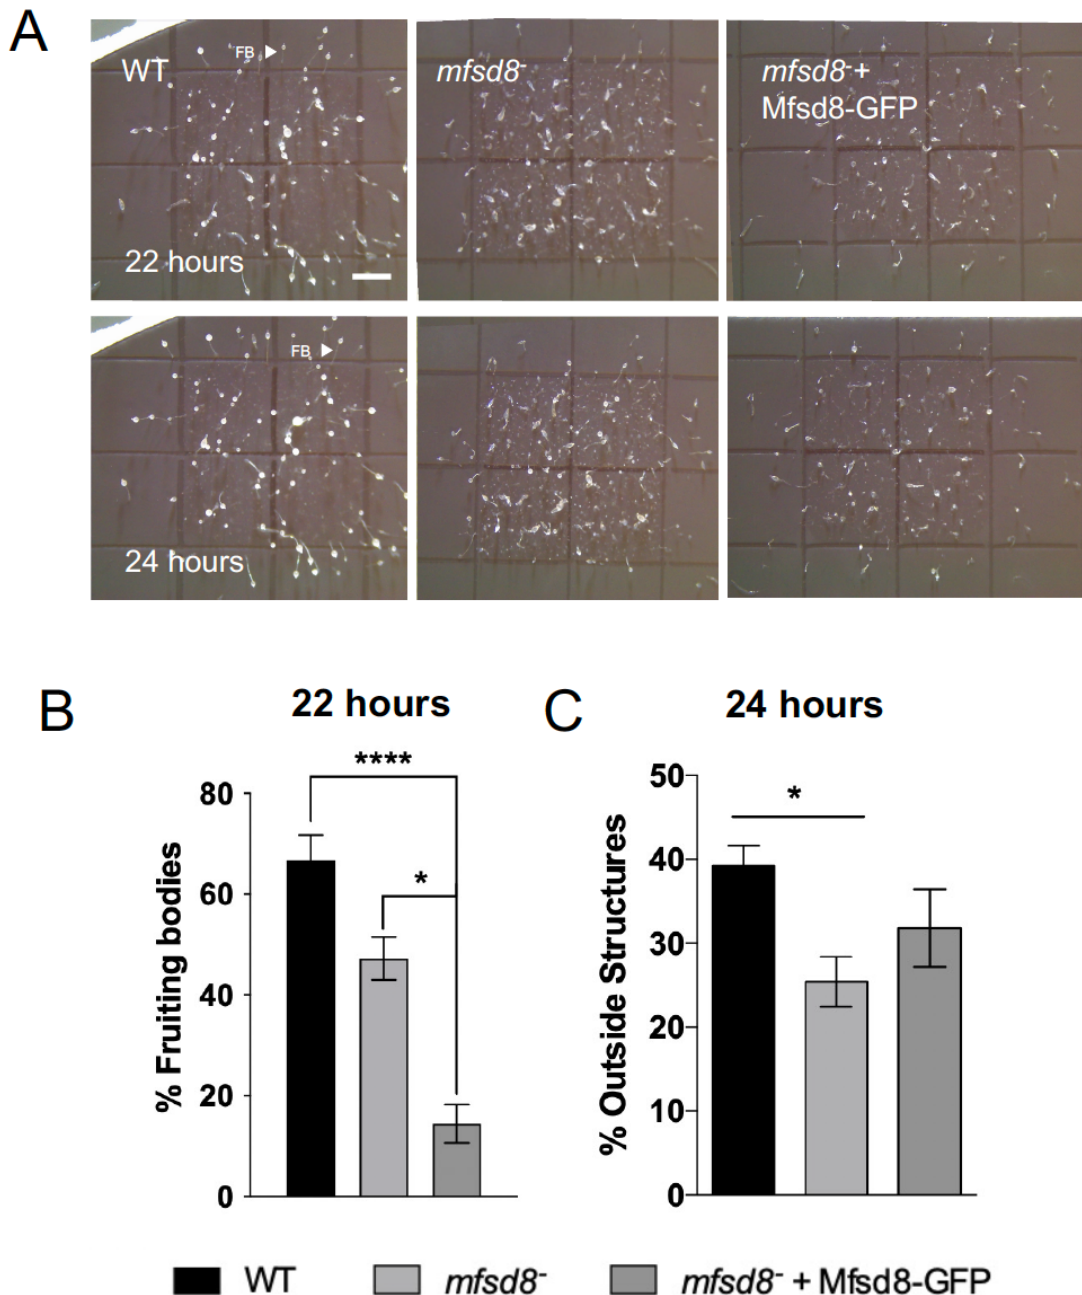 A
WT
FB
22 hours
mfsd8⁻
mfsd8⁻+
Mfsd8-GFP
FB
24 hours
B
22 hours
% Fruiting bodies
80
60
40
20
0
****
*
C
24 hours
% Outside Structures
50
40
30
20
10
0
*
WT
mfsd8⁻
mfsd8⁻ + Mfsd8-GFP